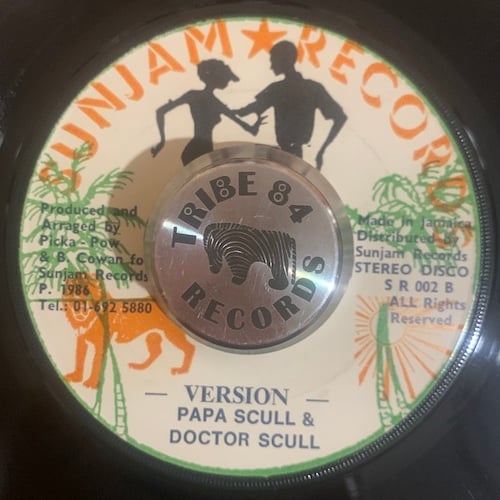 SUNJAM ★ RECORDS
TRIBE 84
RECORDS
Produced and
Arraged by
Picka - Pow
& B. Cowan fo
Sunjam Records
P. 1986
Tel.: 01-692 5880
Made in Jamaica
Distributed by
Sunjam Records
STEREO DISCO
S R 002 B
ALL Rights
Reserved
— VERSION —
PAPA SCULL &
DOCTOR SCULL